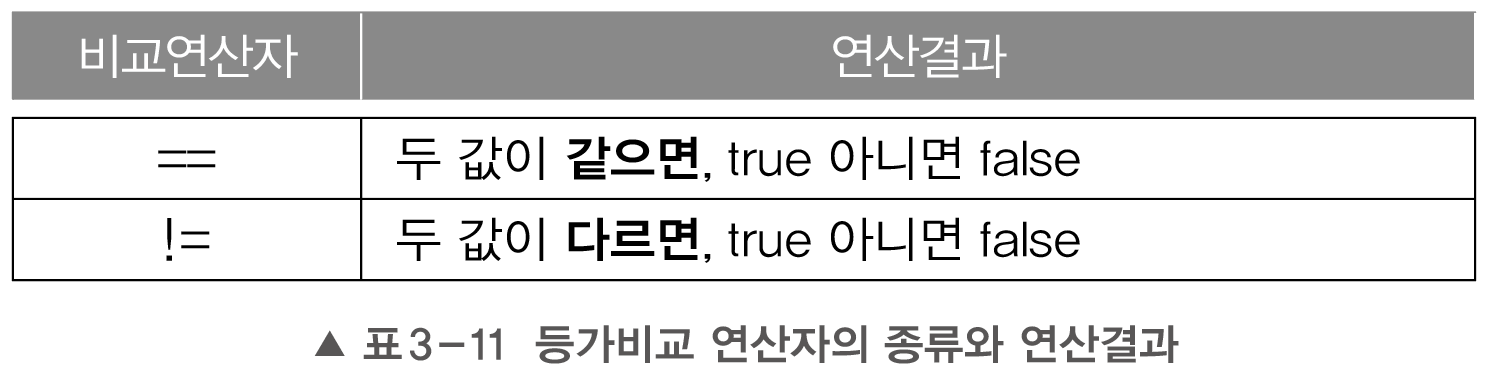 비교연산자 연산결과
== 두 값이 같으면, true 아니면 false
!= 두 값이 다르면, true 아니면 false
▲ 표 3-11 등가비교 연산자의 종류와 연산결과